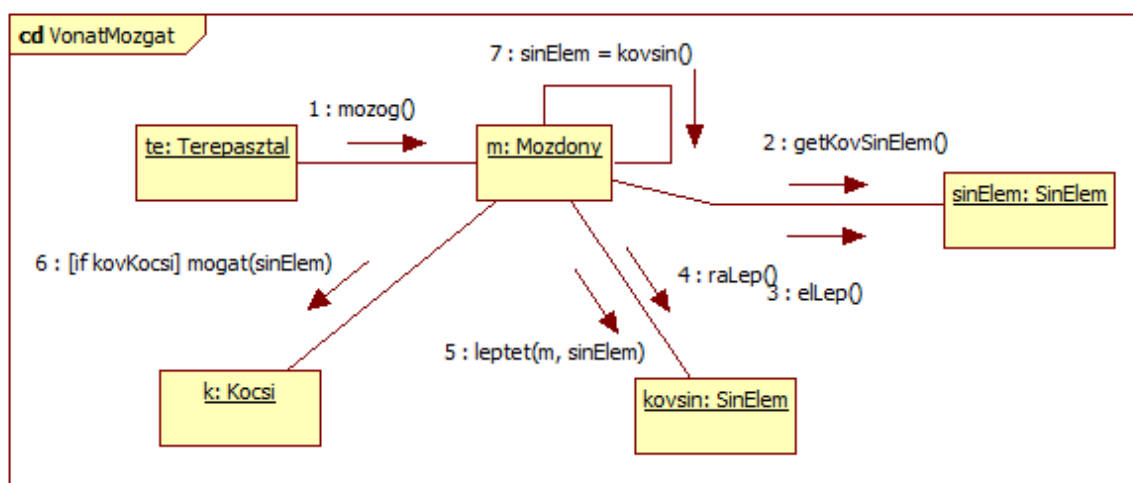 cd VonatMozgat
7 : sinElem = kovsin()
1 : mozog()
te: Terepasztal
m: Mozdony
2 : getKovSinElem()
sinElem: SinElem
6 : [if kovKocsi] mogat(sinElem)
4 : raLep()
3 : elLep()
5 : leptet(m, sinElem)
k: Kocsi
kovsin: SinElem